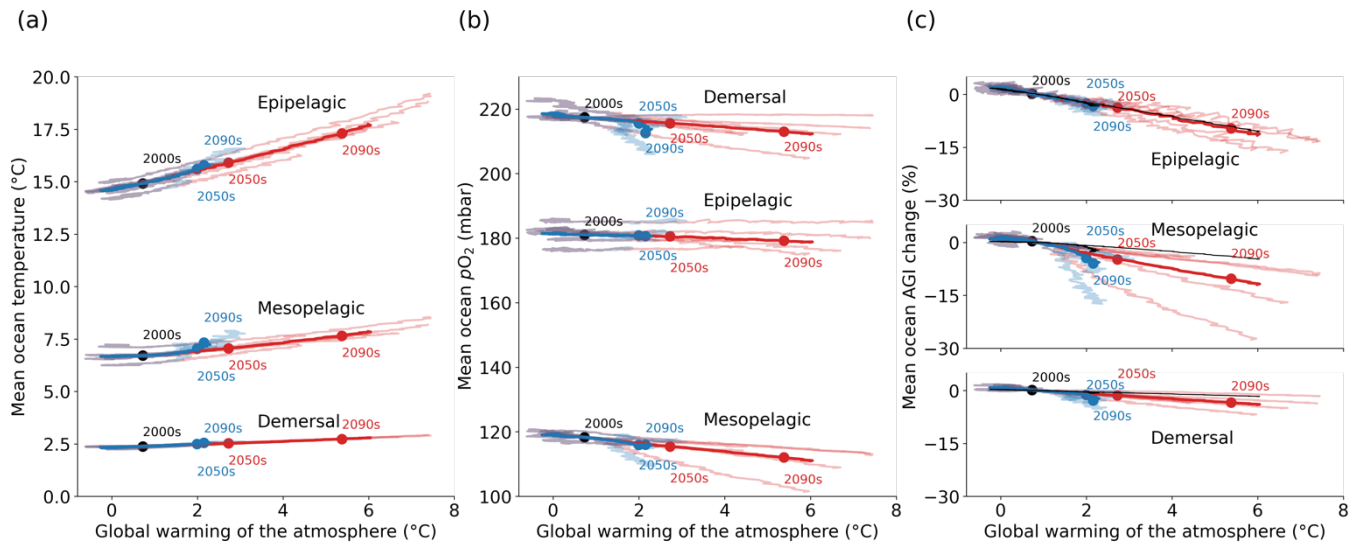 (a)
Mean ocean temperature (°C)
20.0
17.5
15.0
12.5
10.0
7.5
5.0
2.5
0.0
Epipelagic
2000s
2090s
2050s
2050s
2090s
Mesopelagic
2000s
2090s
2050s
2050s
2090s
Demersal
2000s
2090s
2090s
2050s
2050s
0
2
4
6
8
Global warming of the atmosphere (°C)
(b)
Mean ocean pO₂ (mbar)
220
200
180
160
140
120
100
Demersal
2000s
2050s
2050s
2090s
2090s
Epipelagic
2000s
2090s
2050s
2050s
2090s
Mesopelagic
2000s
2050s
2090s
2050s
2090s
0
2
4
6
8
Global warming of the atmosphere (°C)
(c)
Mean ocean AGI change (%)
0
−15
−30
2000s
2050s
2050s
2090s
2090s
Epipelagic
0
−15
−30
Mesopelagic
2000s
2050s
2050s
2090s
2090s
0
−15
−30
2000s
2050s
2050s
2090s
2090s
Demersal
0
2
4
6
8
Global warming of the atmosphere (°C)